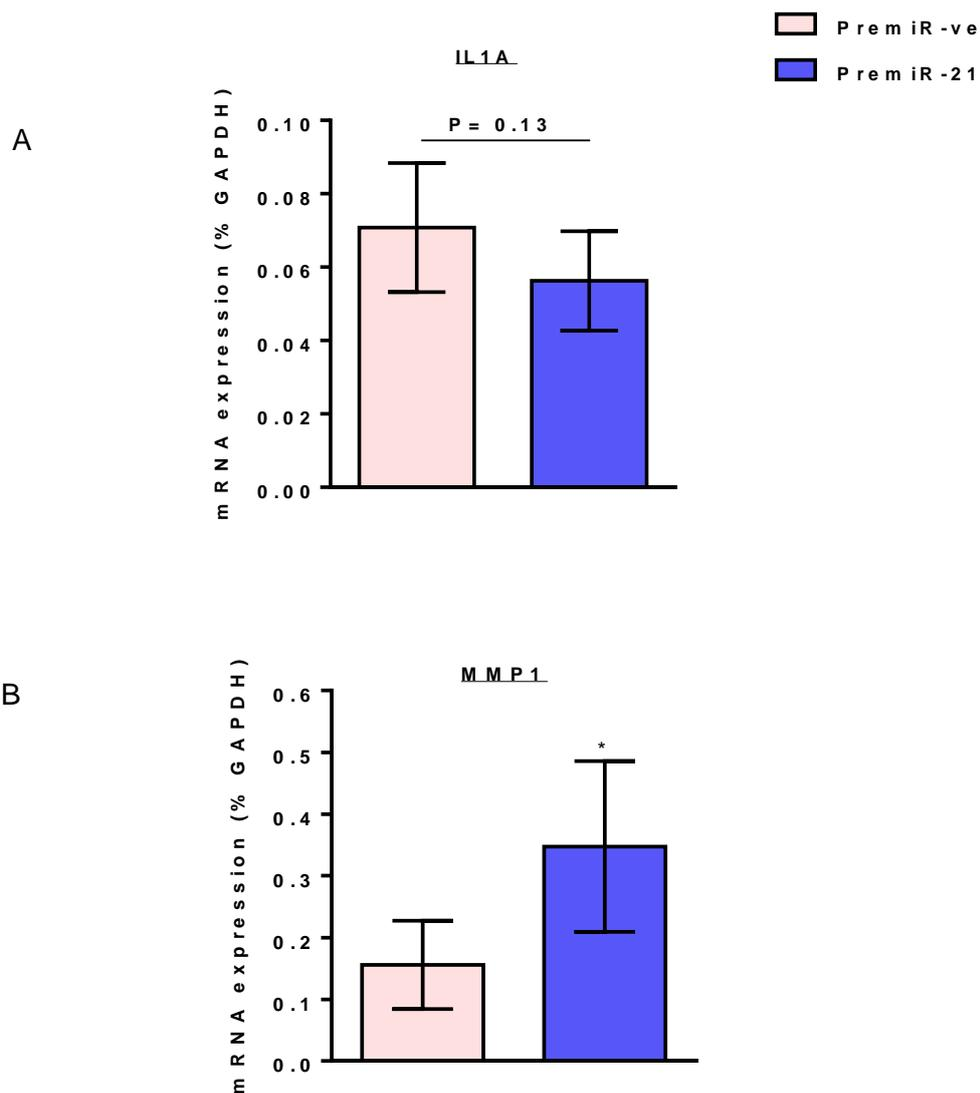 PremiR-ve
PremiR-21
A
IL1A
mRNA expression (% GAPDH)
0.10
0.08
0.06
0.04
0.02
0.00
P = 0.13
B
MMP1
mRNA expression (% GAPDH)
0.6
0.5
0.4
0.3
0.2
0.1
0.0
*